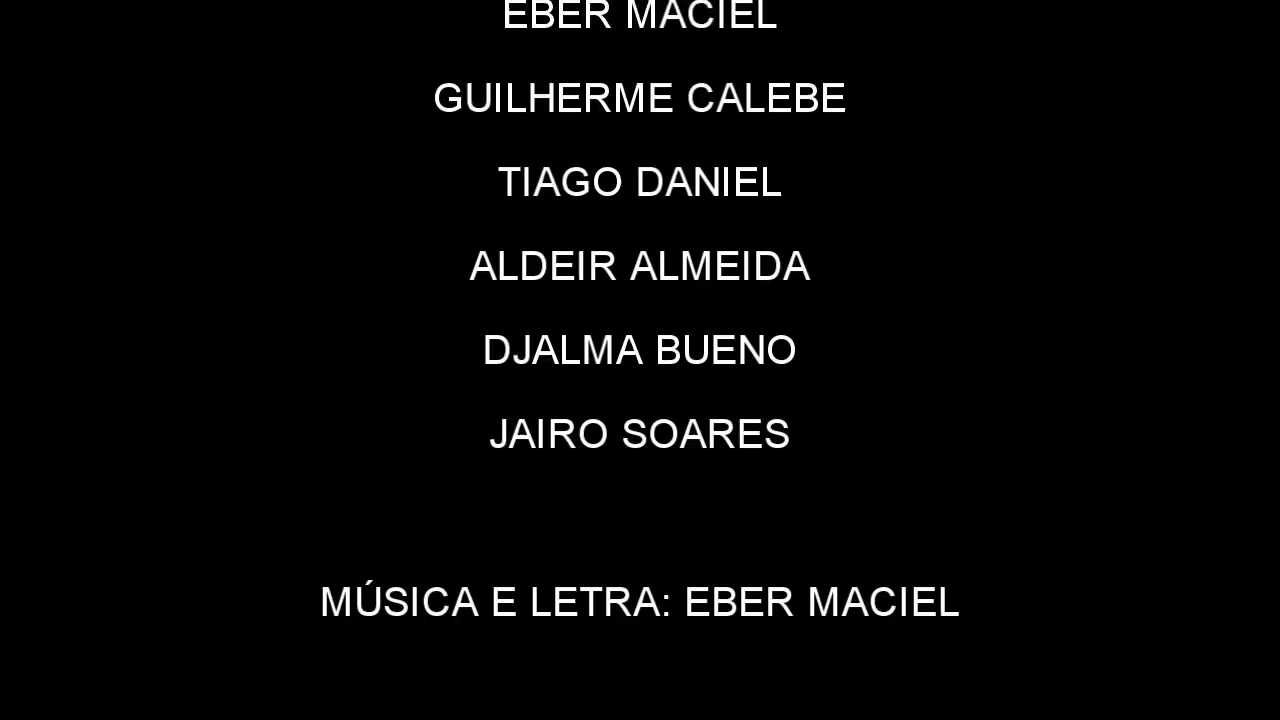 EBER MACIEL
GUILHERME CALEBE
TIAGO DANIEL
ALDEIR ALMEIDA
DJALMA BUENO
JAIRO SOARES
MÚSICA E LETRA: EBER MACIEL